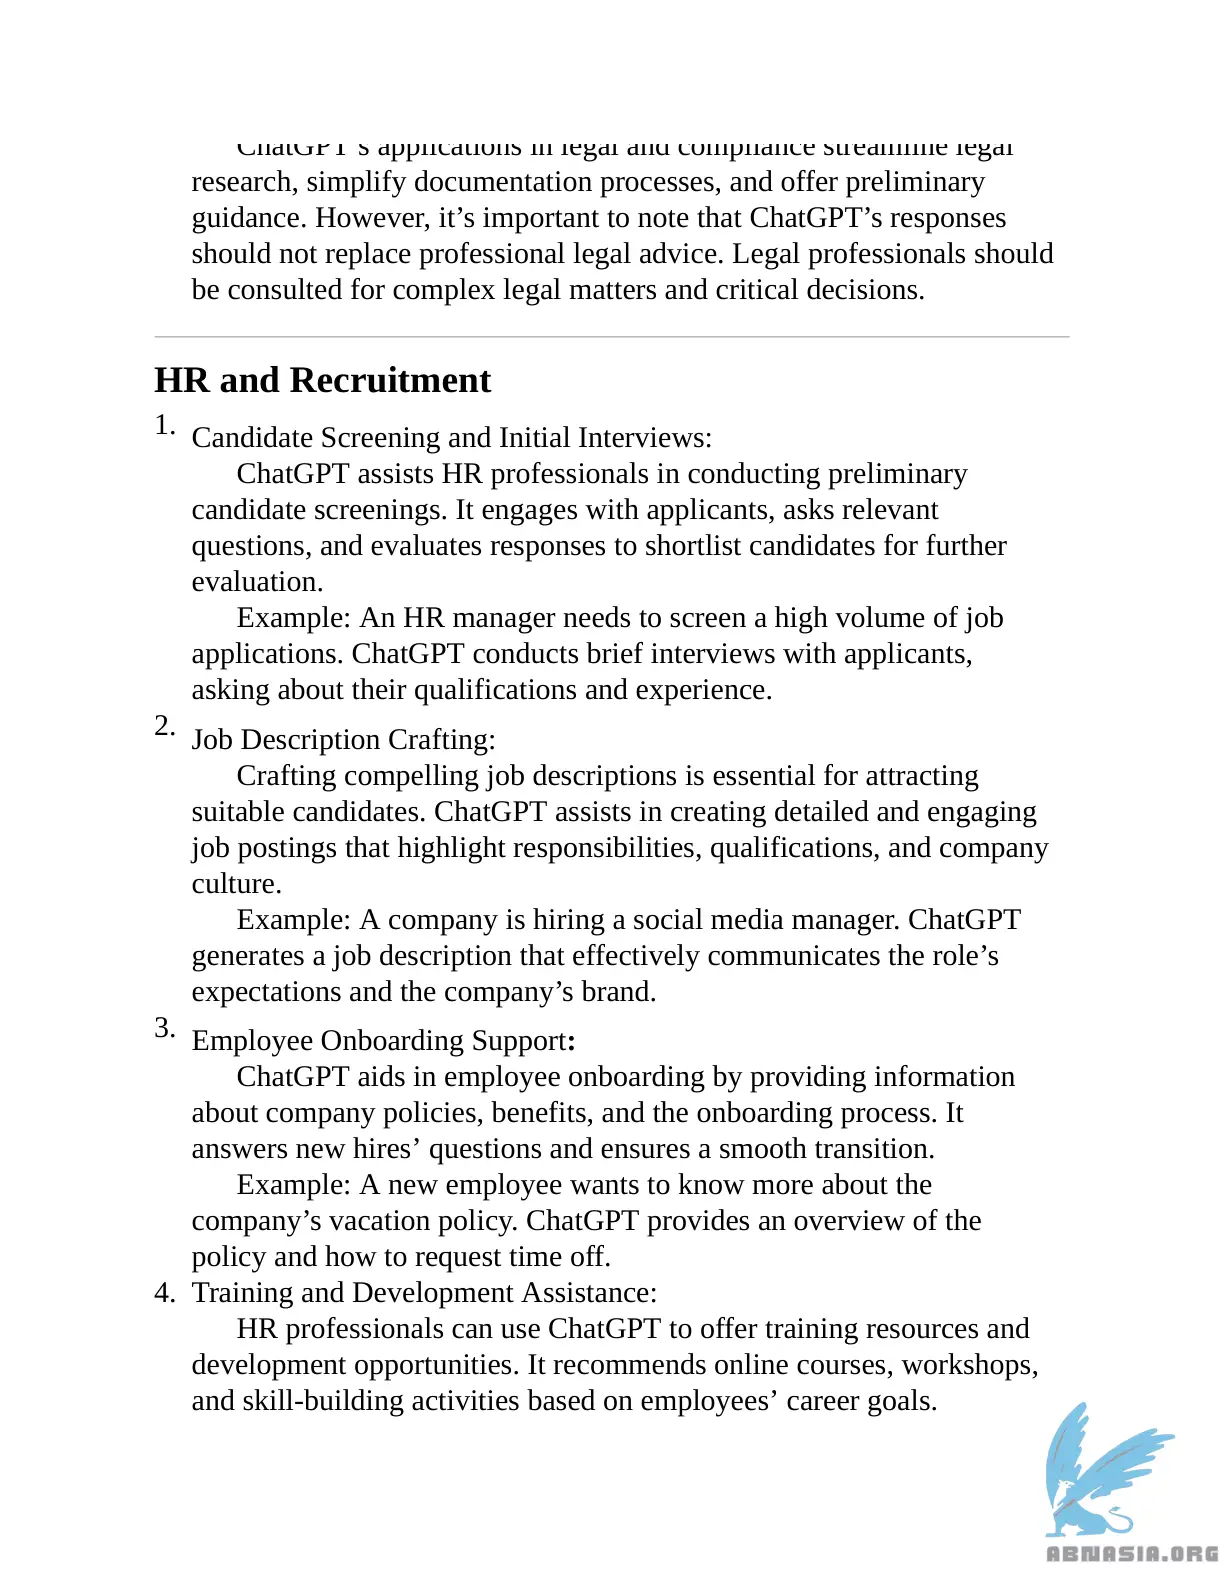 ChatGPT’s applications in legal and compliance streamline legal
research, simplify documentation processes, and offer preliminary
guidance. However, it’s important to note that ChatGPT’s responses
should not replace professional legal advice. Legal professionals should
be consulted for complex legal matters and critical decisions.
HR and Recruitment
1. Candidate Screening and Initial Interviews:
ChatGPT assists HR professionals in conducting preliminary
candidate screenings. It engages with applicants, asks relevant
questions, and evaluates responses to shortlist candidates for further
evaluation.
Example: An HR manager needs to screen a high volume of job
applications. ChatGPT conducts brief interviews with applicants,
asking about their qualifications and experience.
2. Job Description Crafting:
Crafting compelling job descriptions is essential for attracting
suitable candidates. ChatGPT assists in creating detailed and engaging
job postings that highlight responsibilities, qualifications, and company
culture.
Example: A company is hiring a social media manager. ChatGPT
generates a job description that effectively communicates the role’s
expectations and the company’s brand.
3. Employee Onboarding Support:
ChatGPT aids in employee onboarding by providing information
about company policies, benefits, and the onboarding process. It
answers new hires’ questions and ensures a smooth transition.
Example: A new employee wants to know more about the
company’s vacation policy. ChatGPT provides an overview of the
policy and how to request time off.
4. Training and Development Assistance:
HR professionals can use ChatGPT to offer training resources and
development opportunities. It recommends online courses, workshops,
and skill-building activities based on employees’ career goals.
ABNASIA.ORG